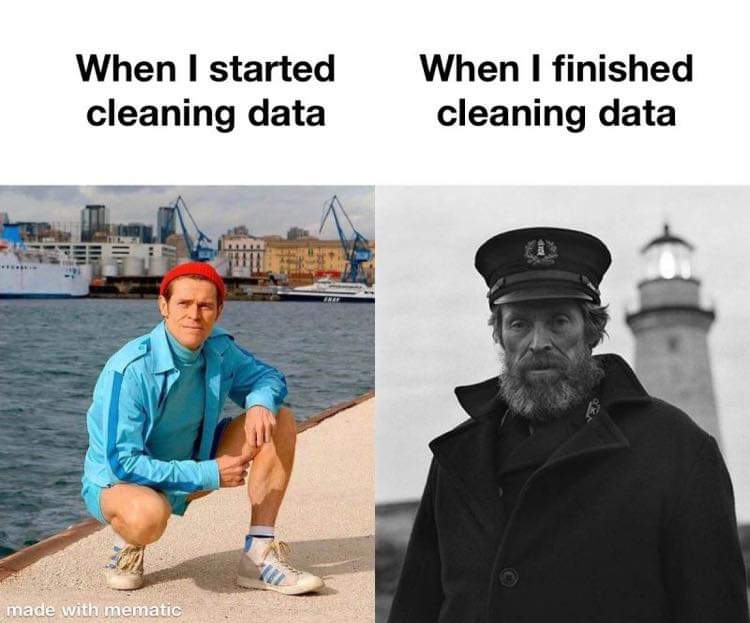 When I started
cleaning data
When I finished
cleaning data
made with mematic